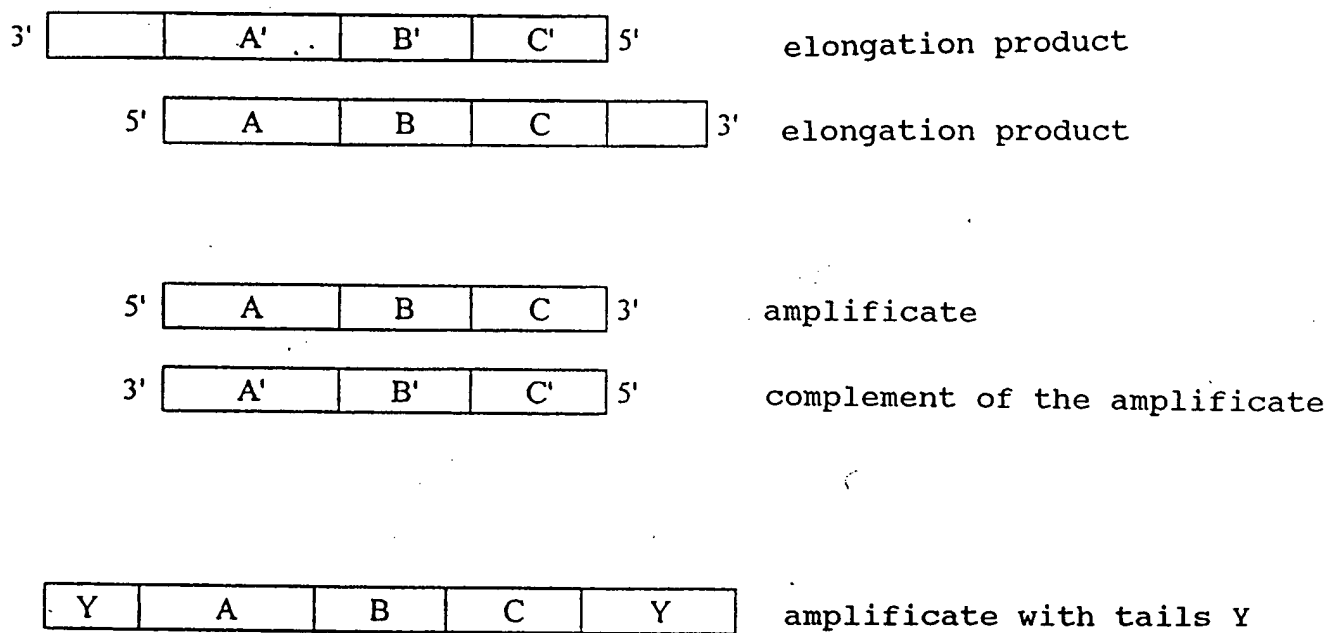 3' A' B' C' 5' elongation product
5' A B C 3' elongation product
5' A B C 3' amplificate
3' A' B' C' 5' complement of the amplificate
Y A B C Y amplificate with tails Y